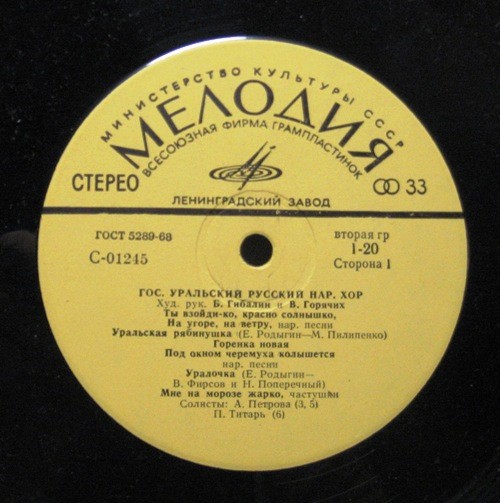 МИНИСТЕРСТВО КУЛЬТУРЫ СССР
МЕЛОДИЯ
ВСЕСОЮЗНАЯ ФИРМА ГРАМПЛАСТИНОК
СТЕРЕО
33
ЛЕНИНГРАДСКИЙ ЗАВОД
ГОСТ 5289-68
С-01245
вторая гр
1-20
Сторона 1
ГОС. УРАЛЬСКИЙ РУССКИЙ НАР. ХОР
Худ. рук. Б. Гибалин и В. Горячих
Ты взойди-ко, красно солнышко,
На угоре, на ветру, нар. песни
Уральская рябинушка (Е. Родыгин—М. Пилипенко)
Горенка новая
Под окном черемуха колышется
нар. песни
Уралочка (Е. Родыгин—
В. Фирсов и Н. Поперечный)
Мне на морозе жарко, частушки
Солисты: А. Петрова (3, 5)
П. Титарь (6)